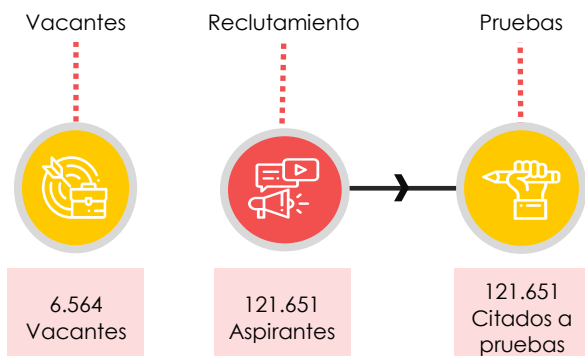 Vacantes
Reclutamiento
Pruebas
6.564
Vacantes
121.651
Aspirantes
121.651
Citados a
pruebas